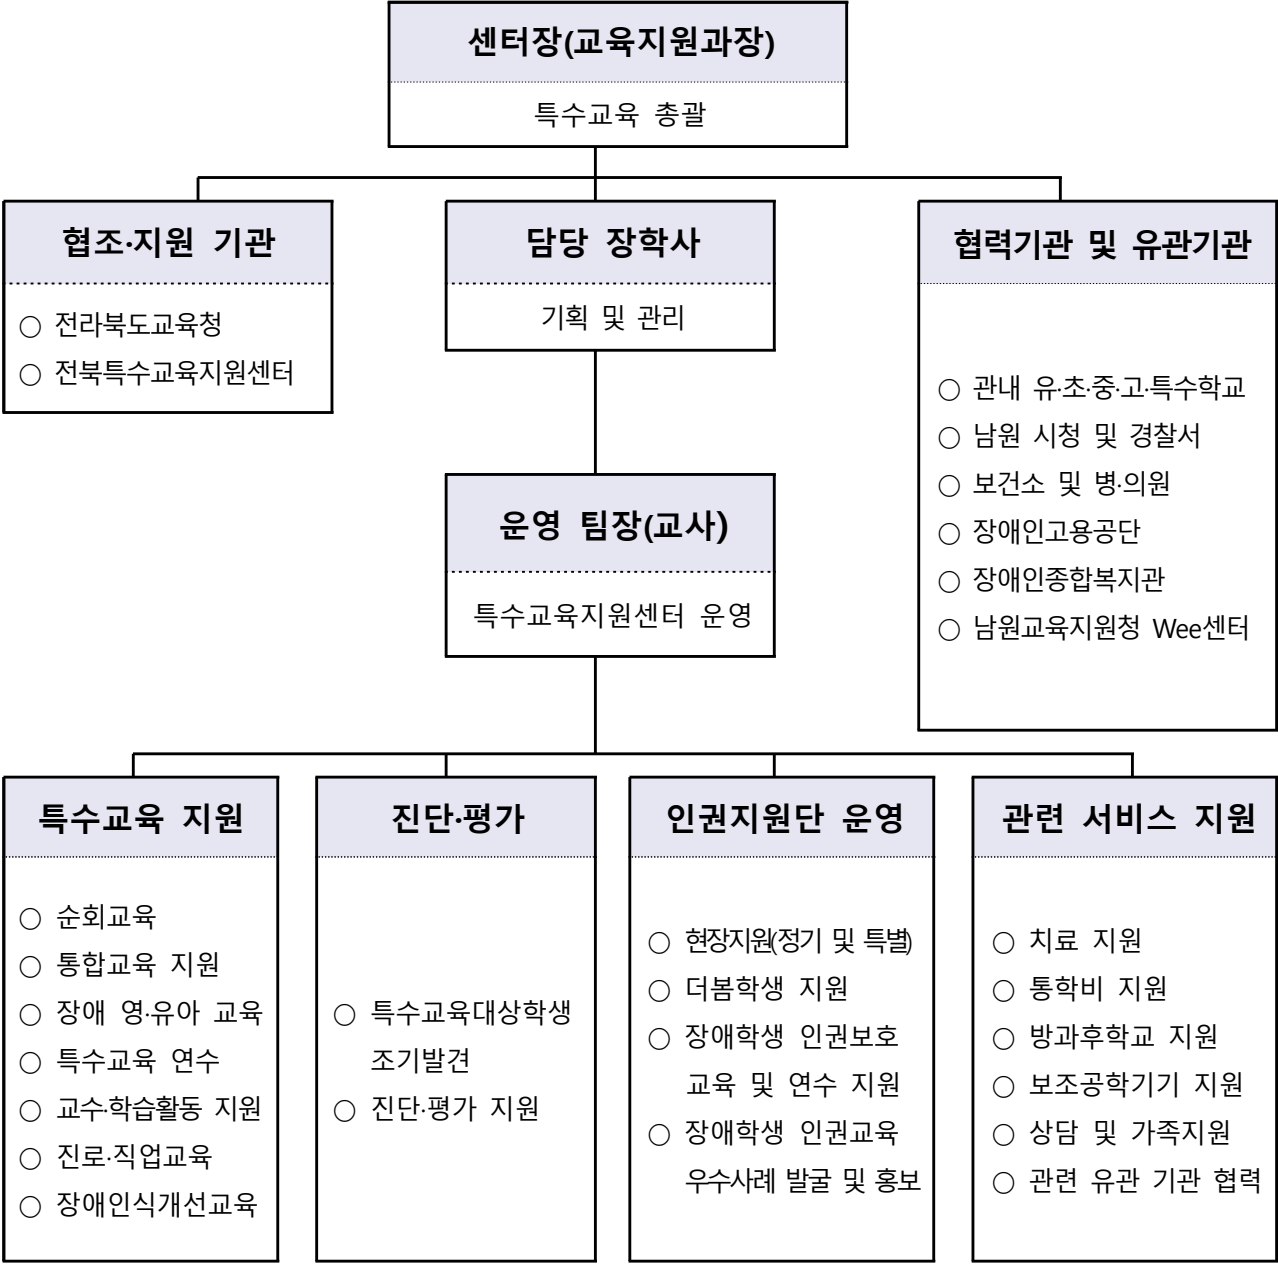 센터장(교육지원과장)
특수교육 총괄
협조·지원 기관
○ 전라북도교육청
○ 전북특수교육지원센터
담당 장학사
기획 및 관리
협력기관 및 유관기관
○ 관내 유·초·중·고·특수학교
○ 남원 시청 및 경찰서
○ 보건소 및 병·의원
○ 장애인고용공단
○ 장애인종합복지관
○ 남원교육지원청 Wee센터
운영 팀장(교사)
특수교육지원센터 운영
특수교육 지원
○ 순회교육
○ 통합교육 지원
○ 장애 영·유아 교육
○ 특수교육 연수
○ 교수·학습활동 지원
○ 진로·직업교육
○ 장애인식개선교육
진단·평가
○ 특수교육대상학생
조기발견
○ 진단·평가 지원
인권지원단 운영
○ 현장지원(정기 및 특별)
○ 더봄학생 지원
○ 장애학생 인권보호
교육 및 연수 지원
○ 장애학생 인권교육
우수사례 발굴 및 홍보
관련 서비스 지원
○ 치료 지원
○ 통학비 지원
○ 방과후학교 지원
○ 보조공학기기 지원
○ 상담 및 가족지원
○ 관련 유관 기관 협력